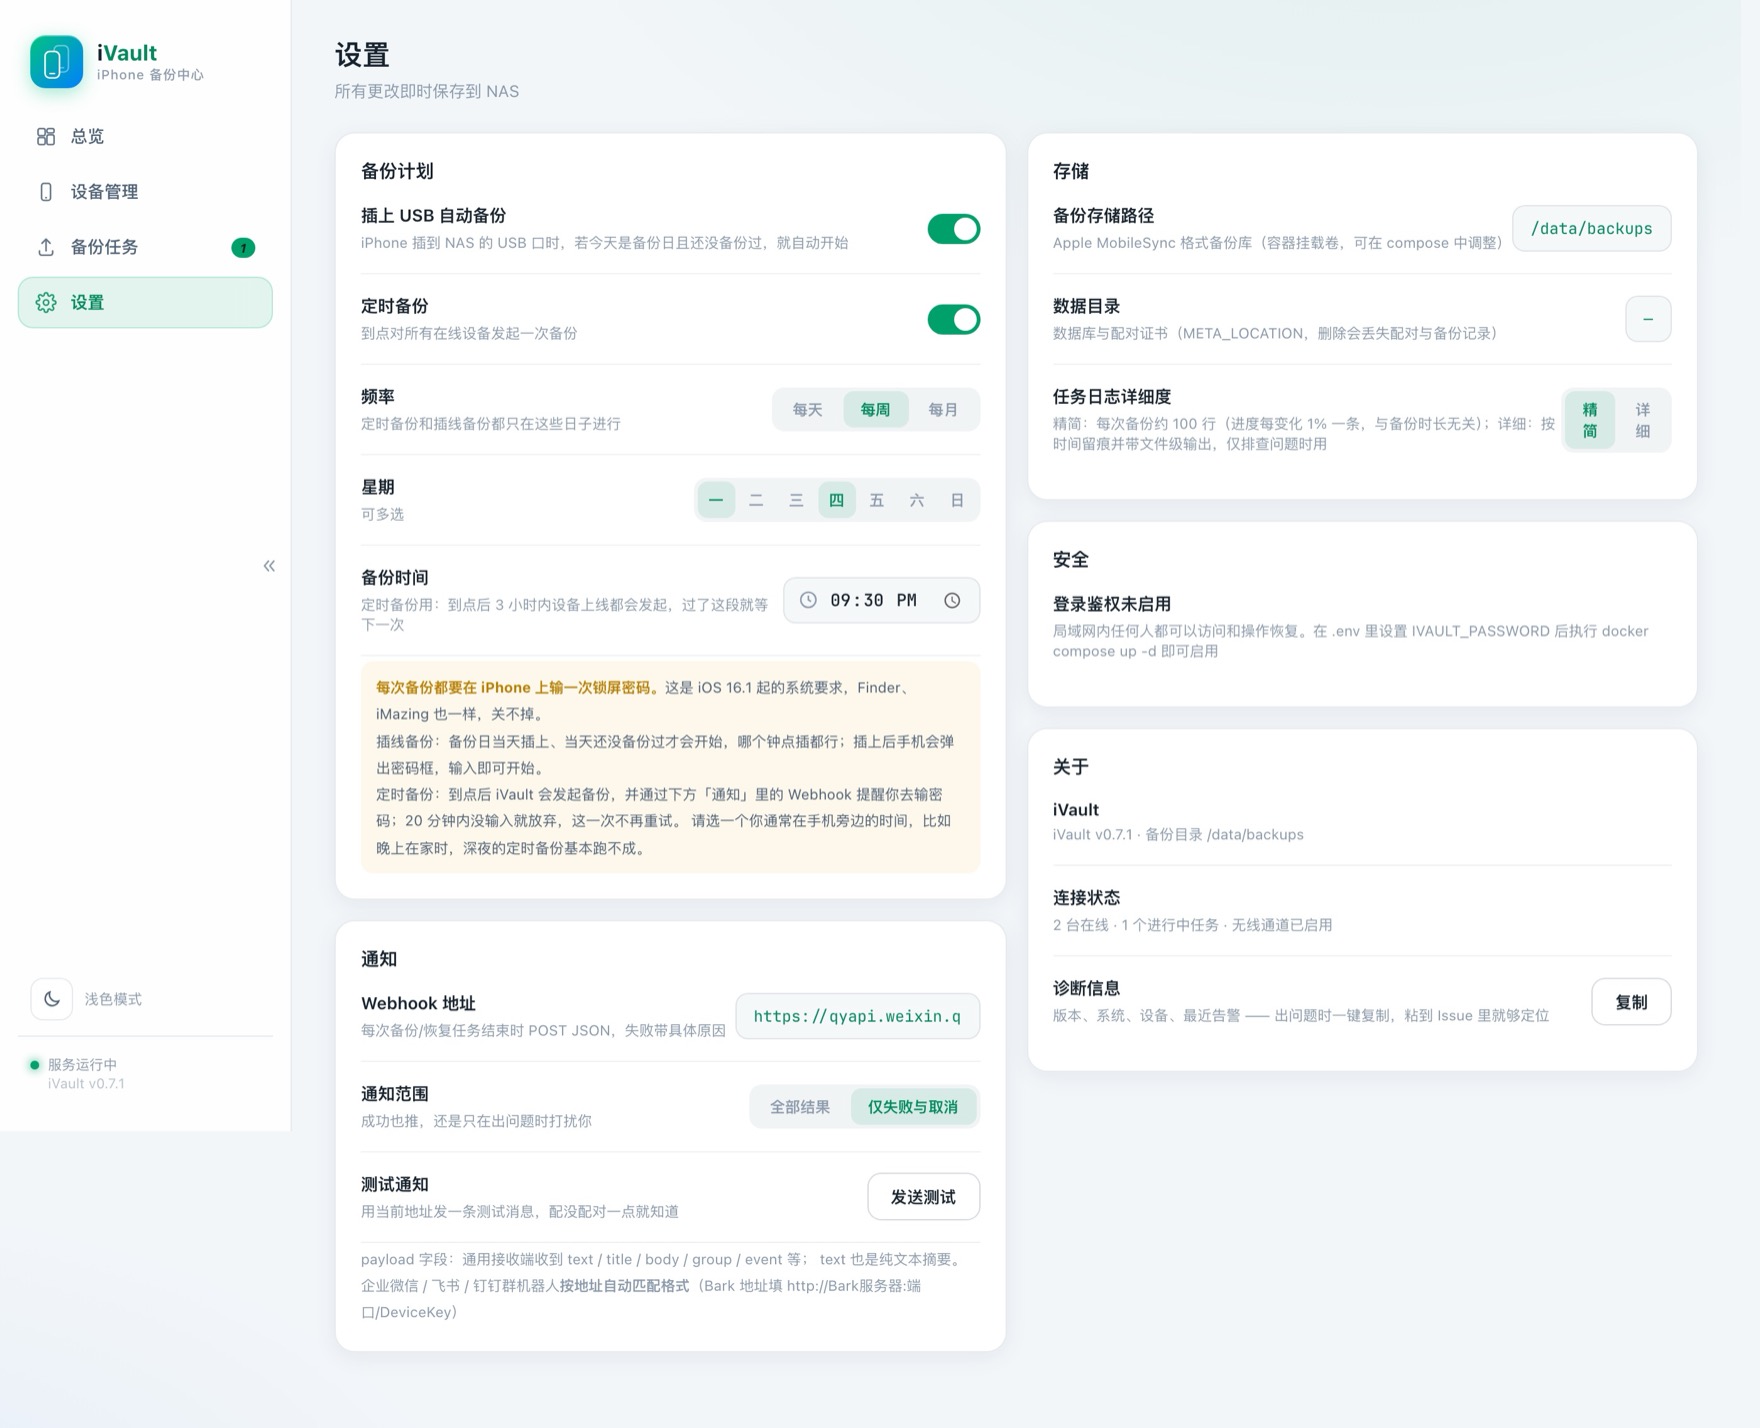 iVault
iPhone 备份中心
总览
设备管理
备份任务
1
设置
浅色模式
服务运行中
iVault v0.7.1
设置
所有更改即时保存到 NAS
备份计划
插上 USB 自动备份
iPhone 插到 NAS 的 USB 口时，若今天是备份日且还没备份过，就自动开始
定时备份
到点对所有在线设备发起一次备份
频率
定时备份和插线备份都只在这些日子进行
每天 每周 每月
星期
可多选
一 二 三 四 五 六 日
备份时间
定时备份用：到点后 3 小时内设备上线都会发起，过了这段就等
下一次
09:30 PM
每次备份都要在 iPhone 上输一次锁屏密码。这是 iOS 16.1 起的系统要求，Finder、
iMazing 也一样，关不掉。
插线备份：备份日当天插上、当天还没备份过才会开始，哪个钟点插都行；插上后手机会弹
出密码框，输入即可开始。
定时备份：到点后 iVault 会发起备份，并通过下方「通知」里的 Webhook 提醒你去输密
码；20 分钟内没输入就放弃，这一次不再重试。 请选一个你通常在手机旁边的时间，比如
晚上在家时，深夜的定时备份基本跑不成。
通知
Webhook 地址
每次备份/恢复任务结束时 POST JSON，失败带具体原因
https://qyapi.weixin.q
通知范围
成功也推，还是只在出问题时打扰你
全部结果 仅失败与取消
测试通知
用当前地址发一条测试消息，配没配对一点就知道
发送测试
payload 字段：通用接收端收到 text / title / body / group / event 等； text 也是纯文本摘要。
企业微信 / 飞书 / 钉钉群机器人按地址自动匹配格式（Bark 地址填 http://Bark服务器:端
口/DeviceKey）
存储
备份存储路径
Apple MobileSync 格式备份库（容器挂载卷，可在 compose 中调整）
/data/backups
数据目录
数据库与配对证书（META_LOCATION，删除会丢失配对与备份记录）
–
任务日志详细度
精简：每次备份约 100 行（进度每变化 1% 一条，与备份时长无关）；详细：按
时间留痕并带文件级输出，仅排查问题时用
精 详
简 细
安全
登录鉴权未启用
局域网内任何人都可以访问和操作恢复。在 .env 里设置 IVAULT_PASSWORD 后执行 docker
compose up -d 即可启用
关于
iVault
iVault v0.7.1 · 备份目录 /data/backups
连接状态
2 台在线 · 1 个进行中任务 · 无线通道已启用
诊断信息
版本、系统、设备、最近告警 —— 出问题时一键复制，粘到 Issue 里就够定位
复制